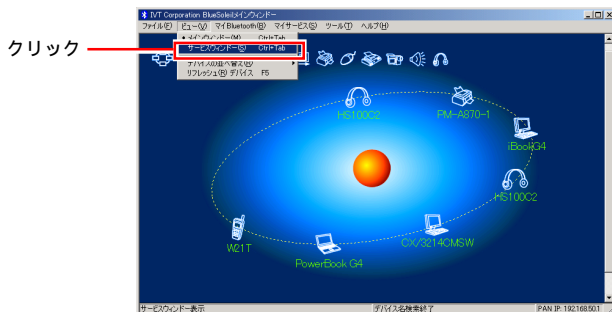 IVT Corporation BlueSoleilメインウィンドー
ファイル(F) ビュー(V) マイBluetooth(B) マイサービス(S) ツール(T) ヘルプ(H)
クリック
メインウィンドー(M) Ctrl+Tab
サービスウィンドー(S) Ctrl+Tab
デバイスの並べ替え(R)
リフレッシュ(R) デバイス F5
HS100C2
PM-A870-1
iBookG4
HS100C2
W21T
PowerBook G4
CX/3214CMSW
サービスウィンドー表示 デバイス名検索終了 PAN IP: 192.168.50.1